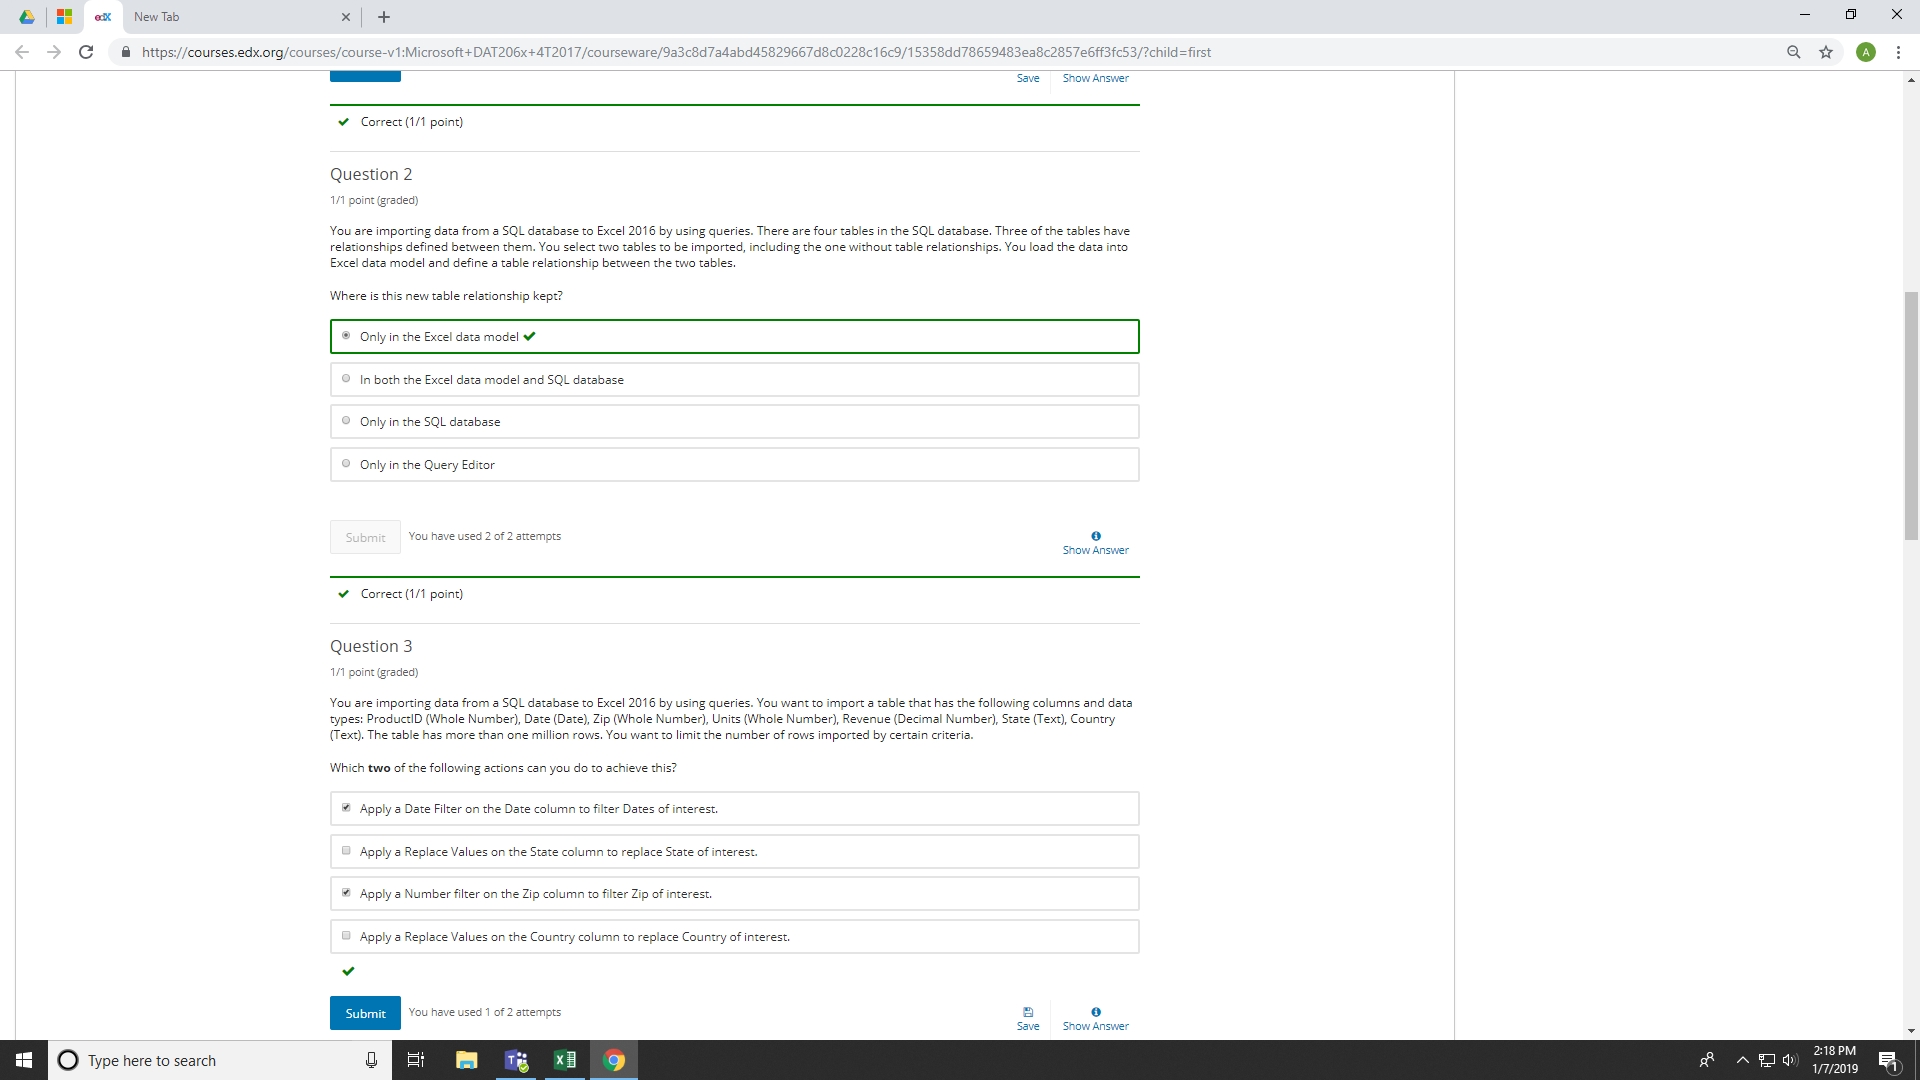 edX
New Tab
https://courses.edx.org/courses/course-v1:Microsoft+DAT206x+4T2017/courseware/9a3c8d7a4abd45829667d8c0228c16c9/15358dd78659483ea8c2857e6ff3fc53/?child=first
A
Save Show Answer
Correct (1/1 point)
Question 2
1/1 point (graded)
You are importing data from a SQL database to Excel 2016 by using queries. There are four tables in the SQL database. Three of the tables have
relationships defined between them. You select two tables to be imported, including the one without table relationships. You load the data into
Excel data model and define a table relationship between the two tables.
Where is this new table relationship kept?
Only in the Excel data model
In both the Excel data model and SQL database
Only in the SQL database
Only in the Query Editor
Submit You have used 2 of 2 attempts
Show Answer
Correct (1/1 point)
Question 3
1/1 point (graded)
You are importing data from a SQL database to Excel 2016 by using queries. You want to import a table that has the following columns and data
types: ProductID (Whole Number), Date (Date), Zip (Whole Number), Units (Whole Number), Revenue (Decimal Number), State (Text), Country
(Text). The table has more than one million rows. You want to limit the number of rows imported by certain criteria.
Which two of the following actions can you do to achieve this?
Apply a Date Filter on the Date column to filter Dates of interest.
Apply a Replace Values on the State column to replace State of interest.
Apply a Number filter on the Zip column to filter Zip of interest.
Apply a Replace Values on the Country column to replace Country of interest.
Submit You have used 1 of 2 attempts
Save Show Answer
Type here to search
2:18 PM
1/7/2019
1